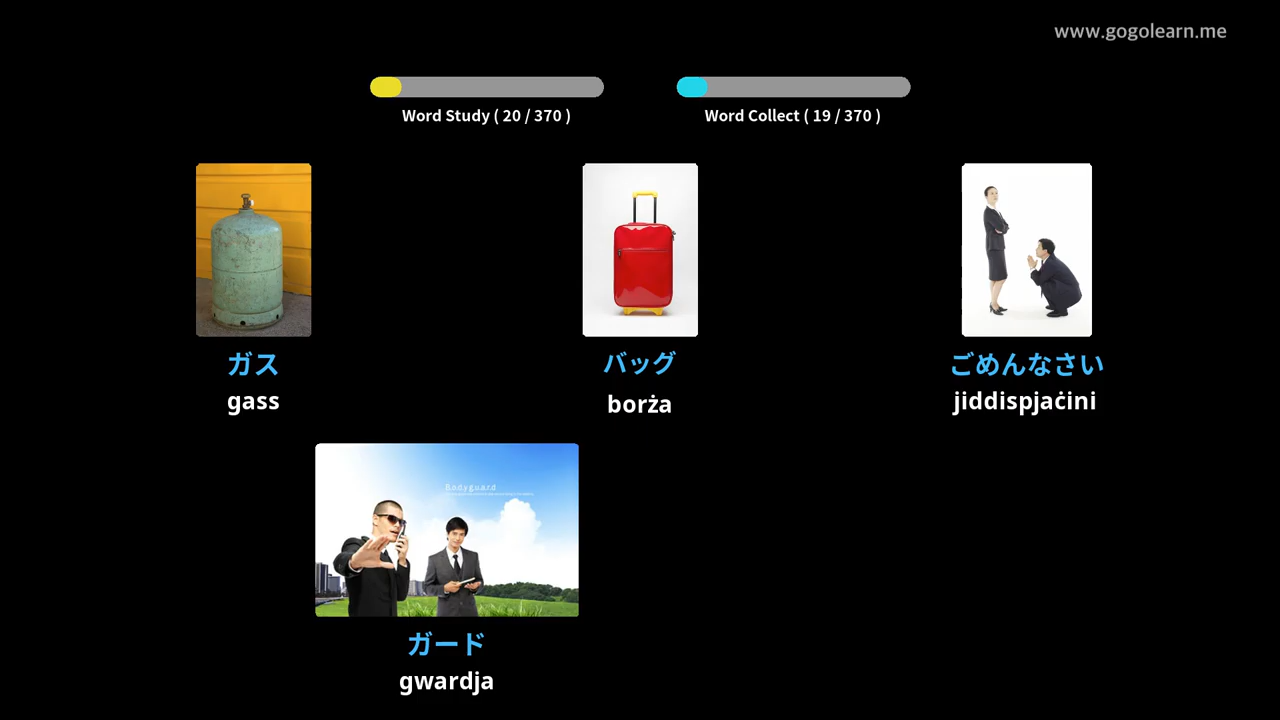 www.gogolearn.me
Word Study ( 20 / 370 )
Word Collect ( 19 / 370 )
ガス
gass
バッグ
borża
ごめんなさい
jiddispjaċini
Bodyguard
ガード
gwardja